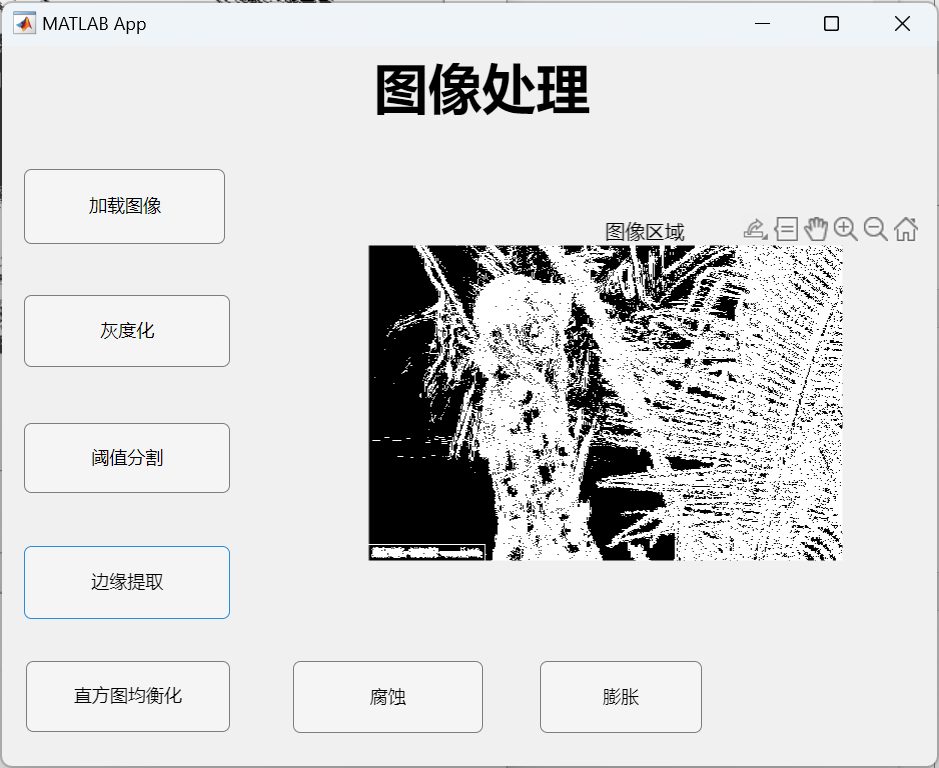 MATLAB App
图像处理
加载图像
图像区域
灰度化
阈值分割
边缘提取
直方图均衡化
腐蚀
膨胀